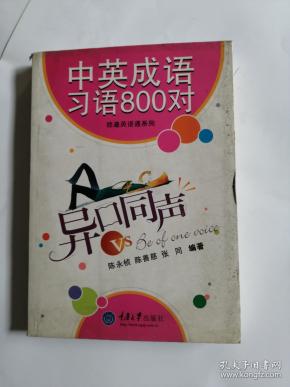 中英成语
习语800对
异口同声
VS Be of one voice
陈永桢 陈善慈 张同 编著
重庆大学出版社
孔夫子旧书网